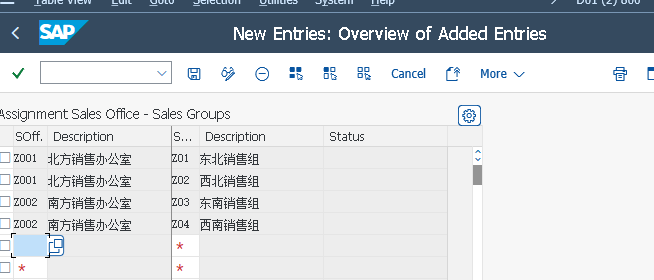 Table View Edit Goto Selection Utilities System Help D01 (2) 800
SAP New Entries: Overview of Added Entries
Cancel More
Assignment Sales Office - Sales Groups
SOff. Description S... Description Status
Z001 北方销售办公室 Z01 东北销售组
Z001 北方销售办公室 Z02 西北销售组
Z002 南方销售办公室 Z03 东南销售组
Z002 南方销售办公室 Z04 西南销售组
*
* *